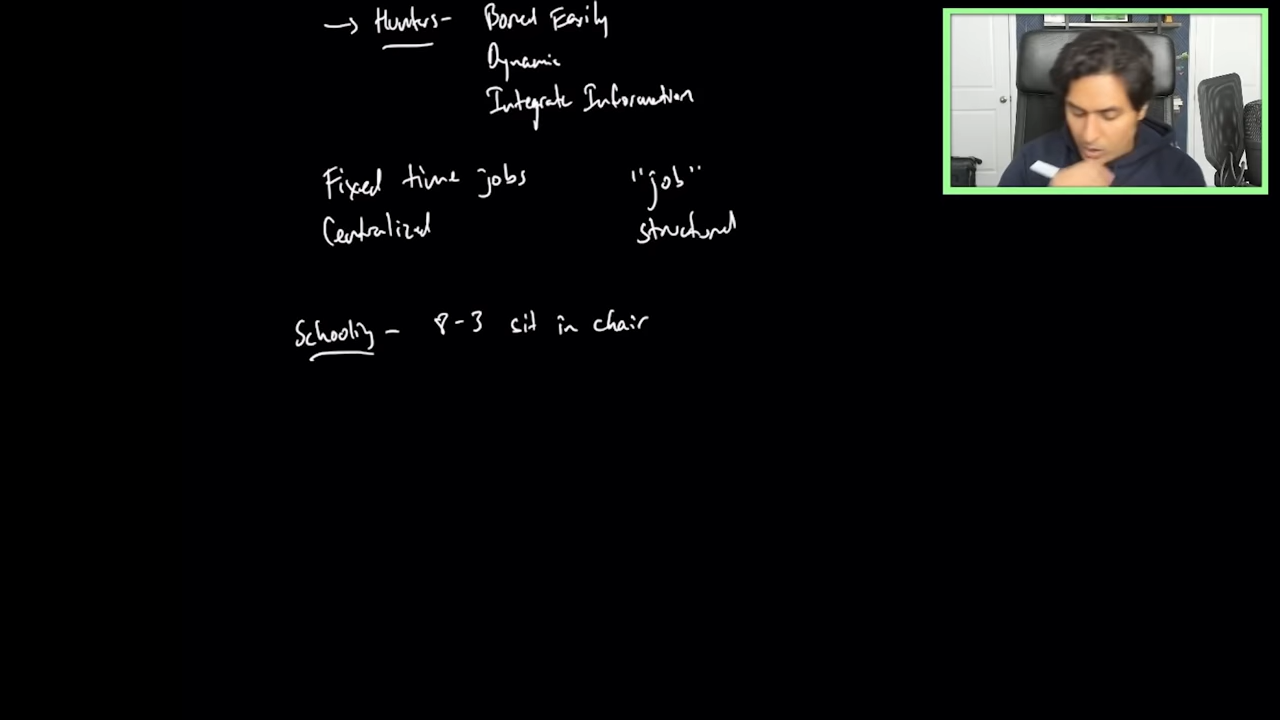 → Hunters- Bored Easily
Dynamic
Integrate Information
Fixed time jobs "job"
Centralized structured
Schooling - 8-3 sit in chair